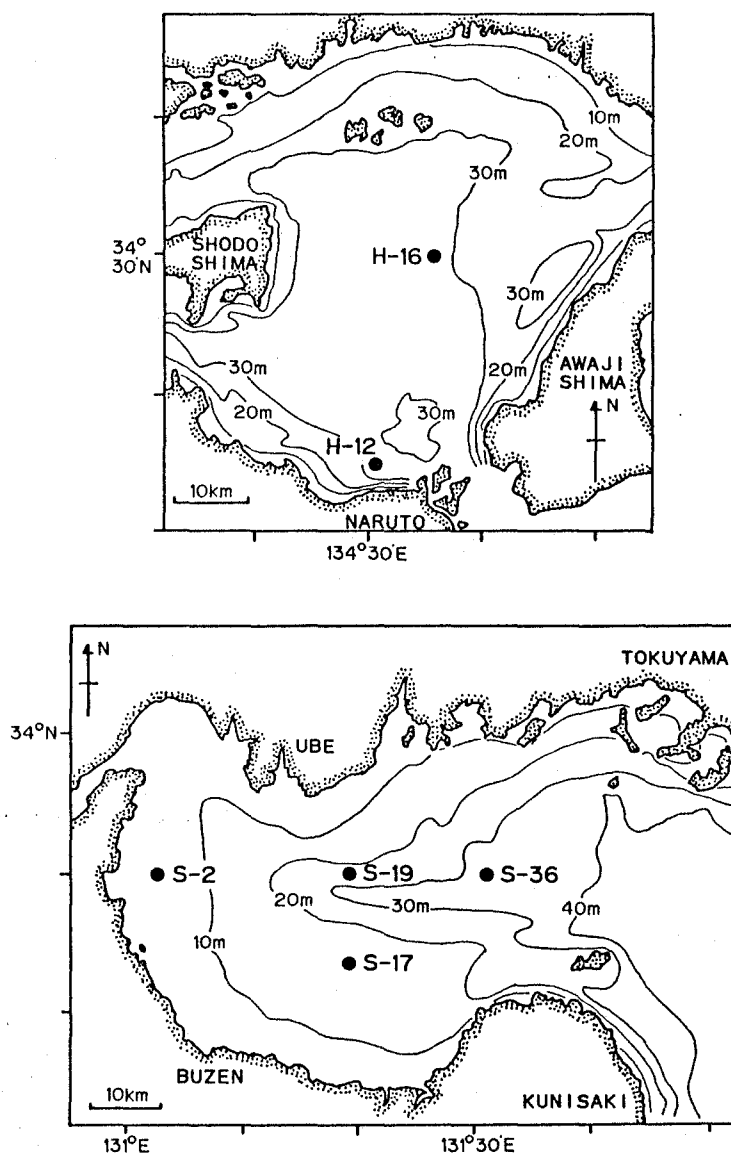 10m
20m
30m
34°
30'N
SHODO
SHIMA
H-16
30m
30m
20m
AWAJI
SHIMA
N
20m
30m
H-12
10km
NARUTO
134°30'E
N
TOKUYAMA
34°N
UBE
S-2
S-19
S-36
20m
30m
40m
10m
S-17
BUZEN
10km
KUNISAKI
131°E
131°30'E